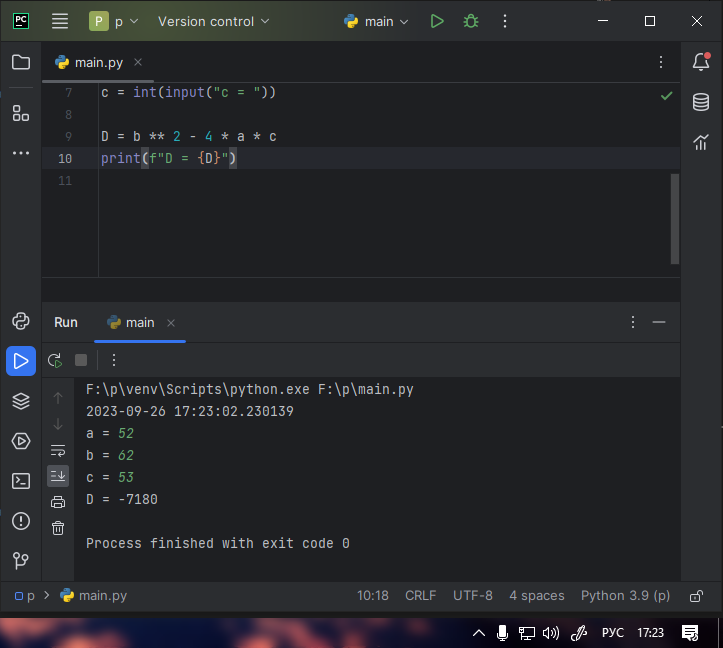 PC
P p Version control main
main.py
7 c = int(input("c = "))
8
9 D = b ** 2 - 4 * a * c
10 print(f"D = {D}")
11
Run main
F:\p\venv\Scripts\python.exe F:\p\main.py
2023-09-26 17:23:02.230139
a = 52
b = 62
c = 53
D = -7180
Process finished with exit code 0
p > main.py 10:18 CRLF UTF-8 4 spaces Python 3.9 (p)
РУС 17:23